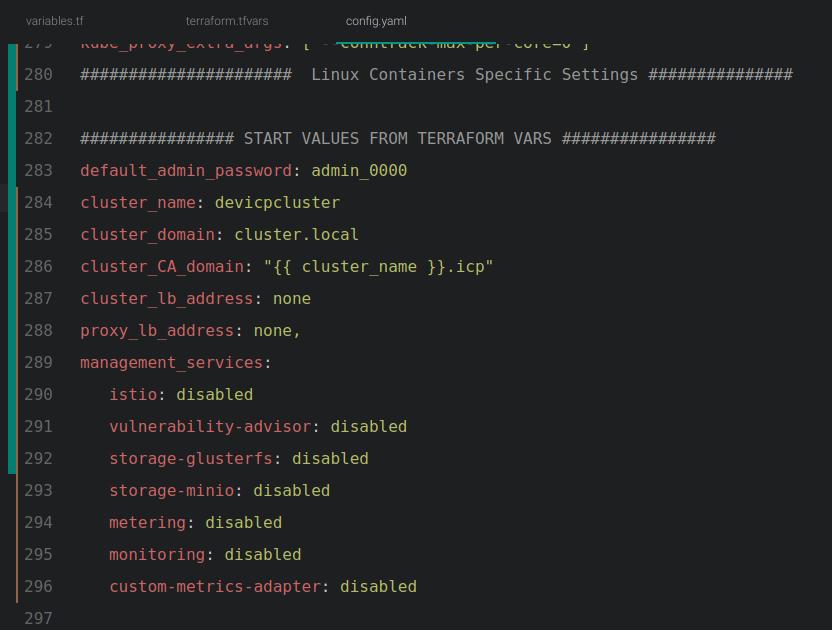 variables.tf terraform.tfvars config.yaml
279 kube_proxy_extra_args: [ "--conntrack-max-per-core=0"]
280 ######################  Linux Containers Specific Settings ###############
281
282 ################ START VALUES FROM TERRAFORM VARS ################
283 default_admin_password: admin_0000
284 cluster_name: devicpcluster
285 cluster_domain: cluster.local
286 cluster_CA_domain: "{{ cluster_name }}.icp"
287 cluster_lb_address: none
288 proxy_lb_address: none,
289 management_services:
290    istio: disabled
291    vulnerability-advisor: disabled
292    storage-glusterfs: disabled
293    storage-minio: disabled
294    metering: disabled
295    monitoring: disabled
296    custom-metrics-adapter: disabled
297